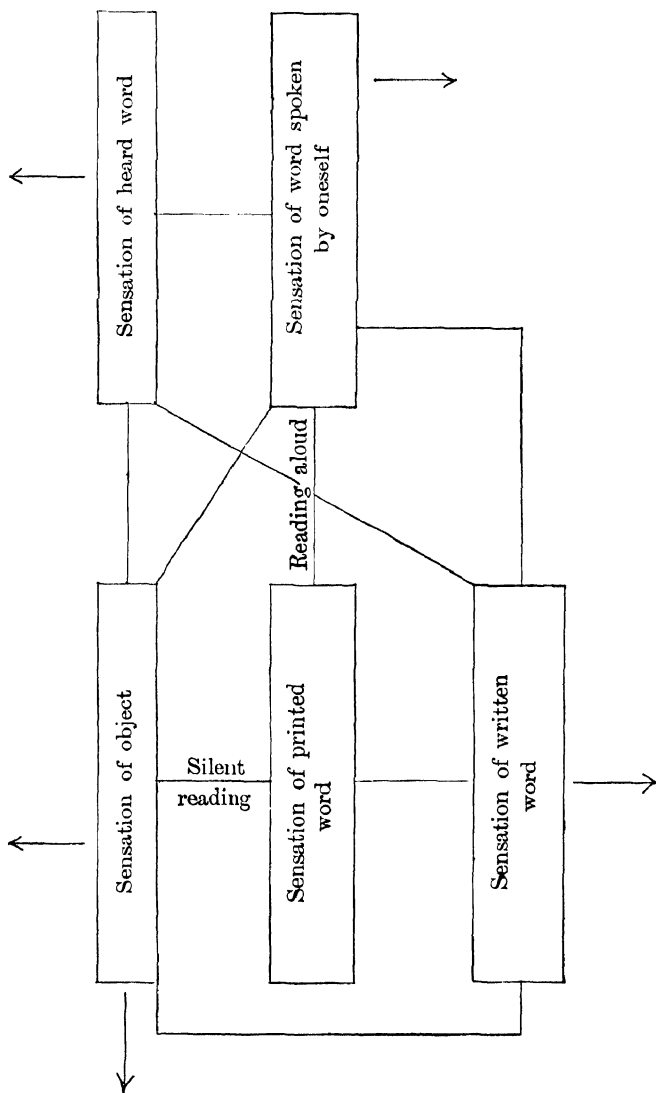 Sensation of heard word
Sensation of word spoken
by oneself
Reading aloud
Sensation of object
Silent
reading
Sensation of printed
word
Sensation of written
word